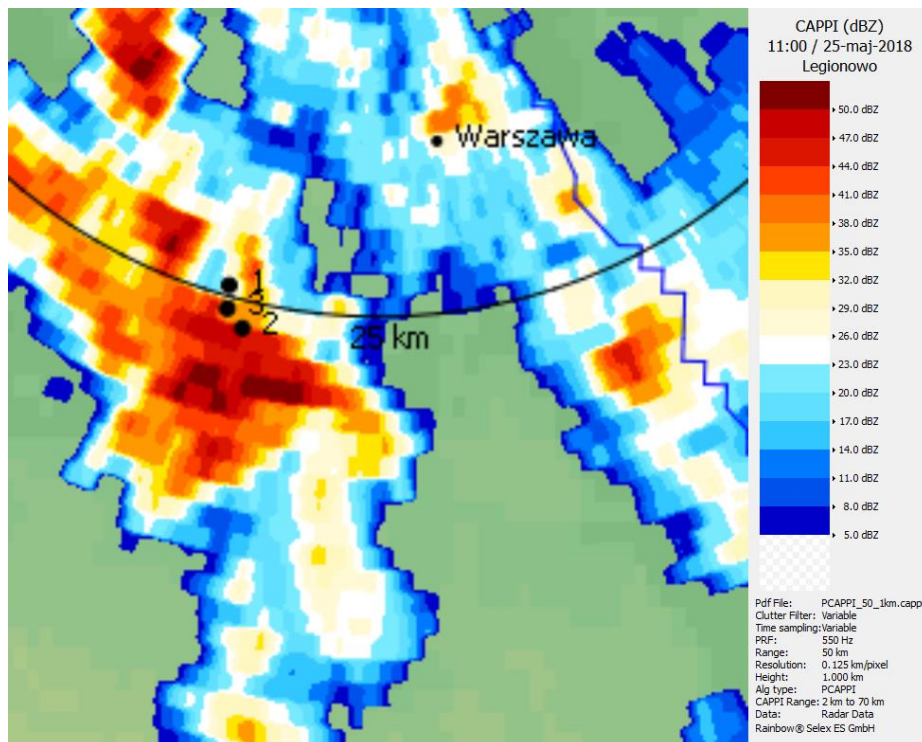 CAPPI (dBZ)
11:00 / 25-maj-2018
Legionowo
50.0 dBZ
47.0 dBZ
44.0 dBZ
41.0 dBZ
38.0 dBZ
35.0 dBZ
32.0 dBZ
29.0 dBZ
26.0 dBZ
23.0 dBZ
20.0 dBZ
17.0 dBZ
14.0 dBZ
11.0 dBZ
8.0 dBZ
5.0 dBZ
Warszawa
1
3
2
25 km
Pdf File: PCAPPI_50_1km.capp
Clutter Filter: Variable
Time sampling: Variable
PRF: 550 Hz
Range: 50 km
Resolution: 0.125 km/pixel
Height: 1.000 km
Alg type: PCAPPI
CAPPI Range: 2 km to 70 km
Data: Radar Data
Rainbow® Selex ES GmbH